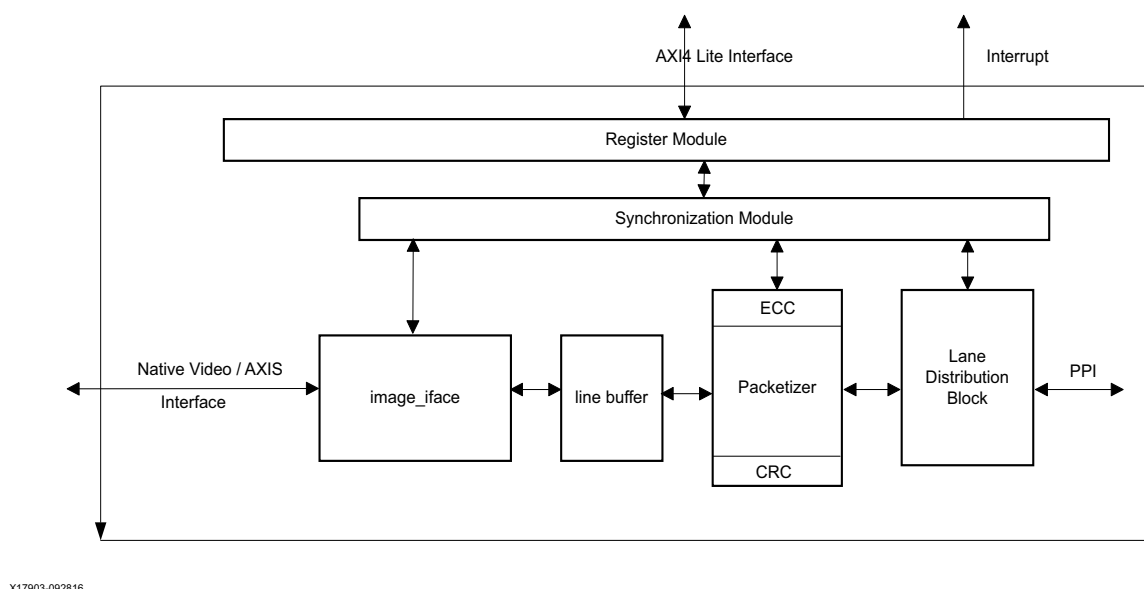 AXI4 Lite Interface
Interrupt
Register Module
Synchronization Module
ECC
Native Video / AXIS
Interface
image_iface
line buffer
Packetizer
Lane
Distribution
Block
PPI
CRC
X17903-092816